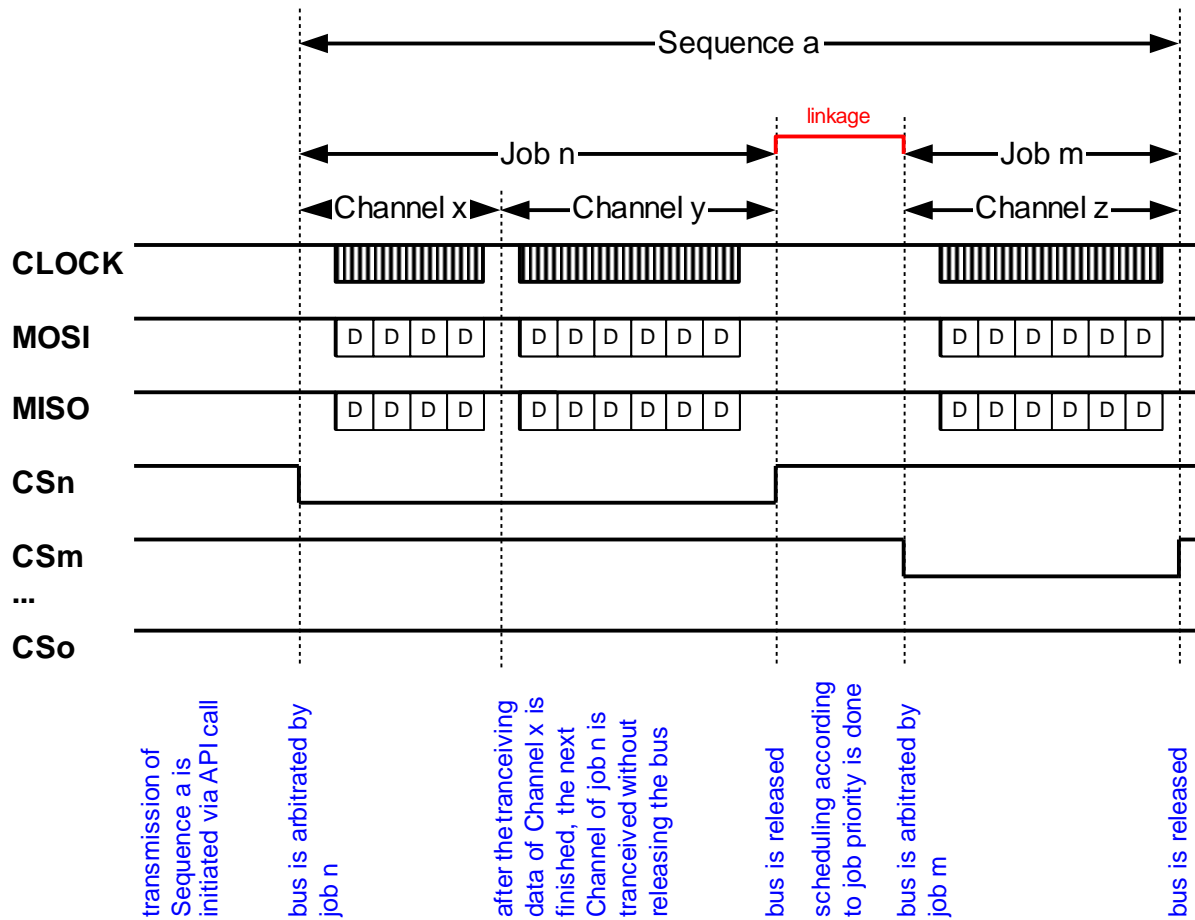 Sequence a
linkage
Job n
Job m
Channel x
Channel y
Channel z
CLOCK
MOSI
D D D D
D D D D D D
D D D D D D
MISO
D D D D
D D D D D D
D D D D D D
CSn
CSm
...
CSo
transmission of
Sequence a is
initiated via API call
bus is arbitrated by
job n
after the tranceiving
data of Channel x is
finished, the next
Channel of job n is
tranceived without
releasing the bus
bus is released
scheduling according
to job priority is done
bus is arbitrated by
job m
bus is released